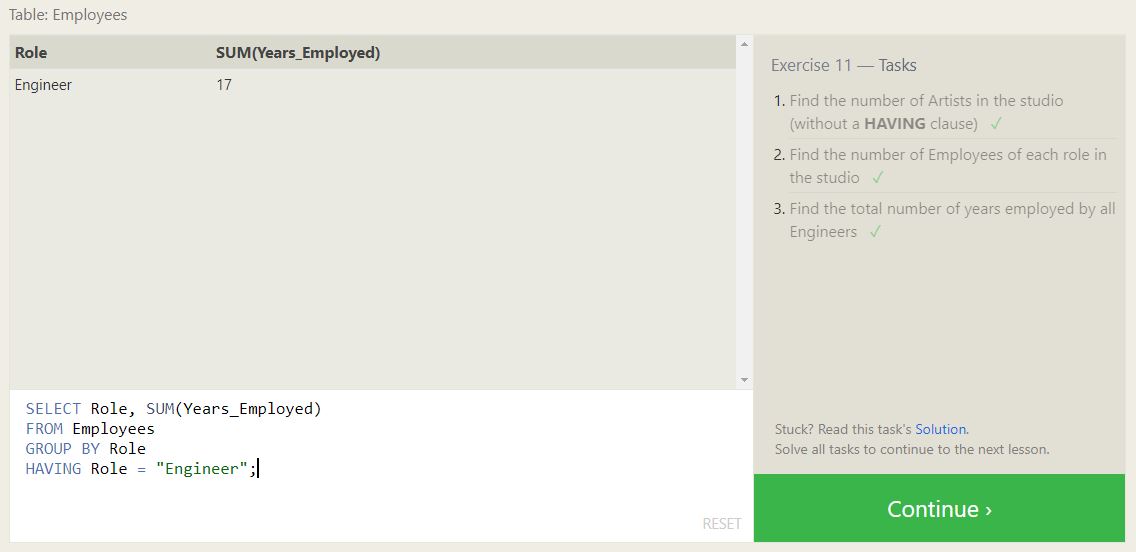 Table: Employees
Role SUM(Years_Employed)
Engineer 17
SELECT Role, SUM(Years_Employed)
FROM Employees
GROUP BY Role
HAVING Role = "Engineer";
RESET
Exercise 11 — Tasks
1. Find the number of Artists in the studio
(without a HAVING clause) ✓
2. Find the number of Employees of each role in
the studio ✓
3. Find the total number of years employed by all
Engineers ✓
Stuck? Read this task's Solution.
Solve all tasks to continue to the next lesson.
Continue ›